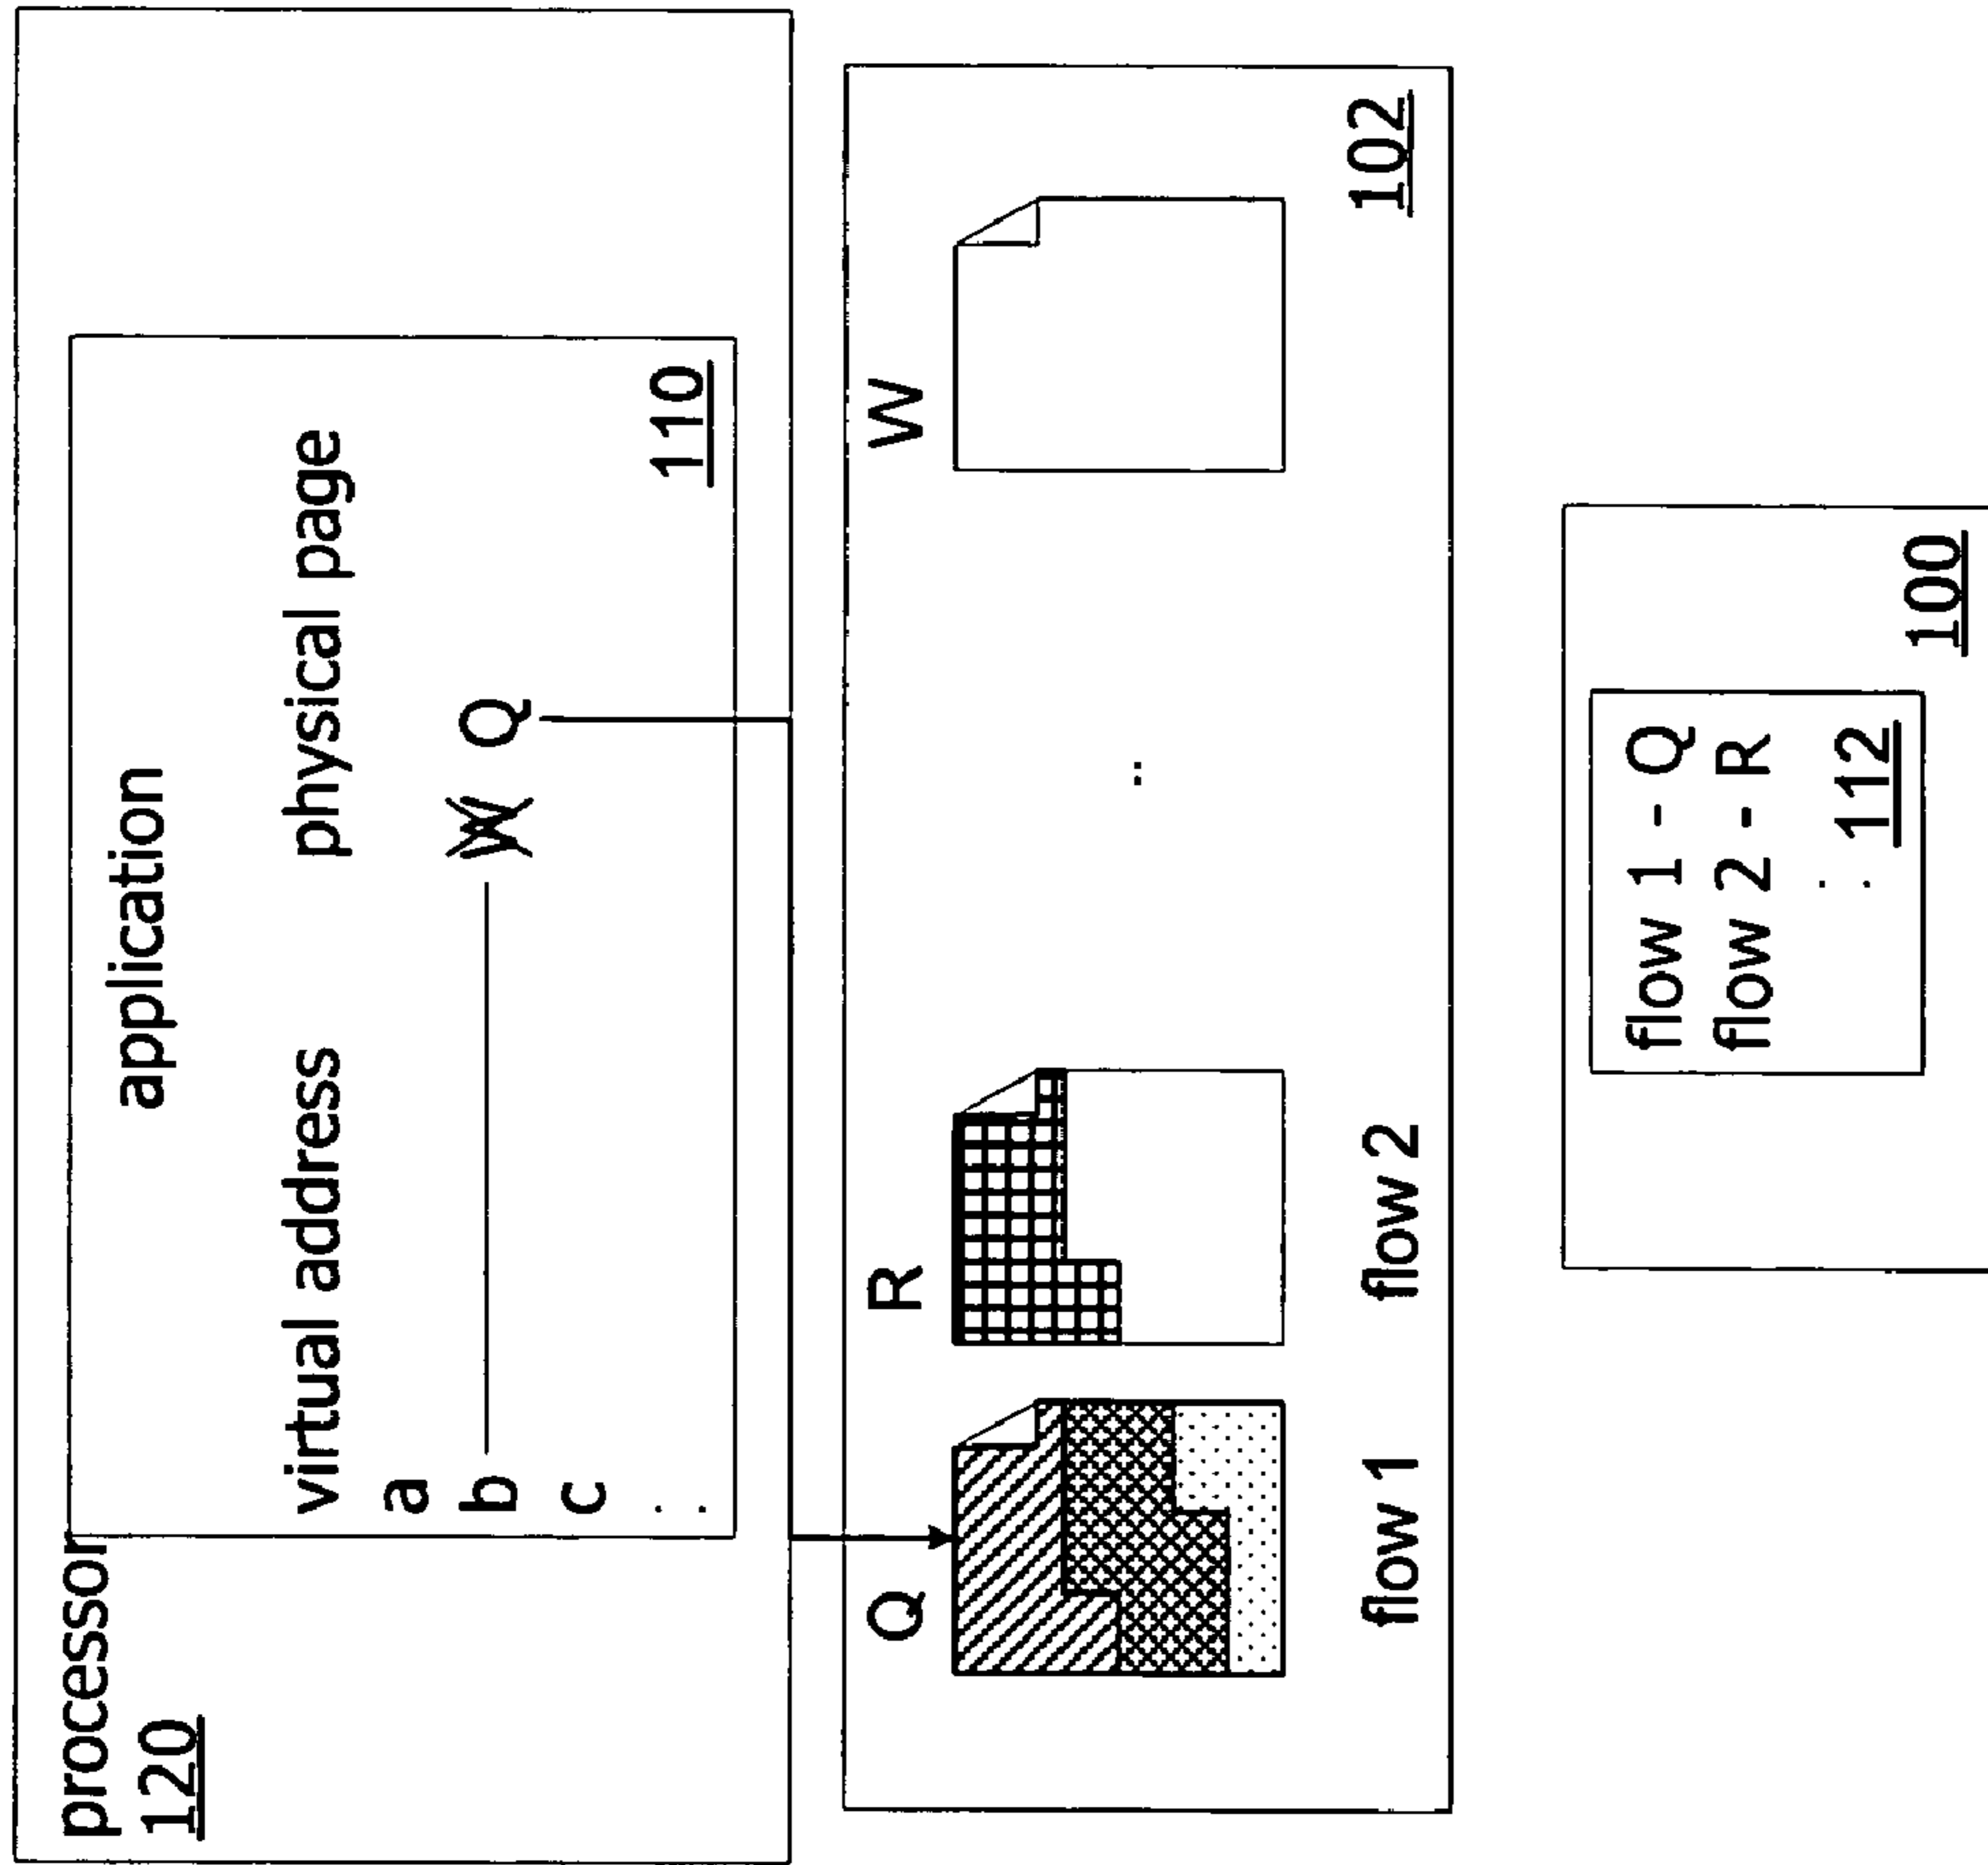 processor
120
application
virtual address physical page
a
b W Q
c
:
110
Q R W
..
flow 1 flow 2
102
flow 1 - Q
flow 2 - R
:
112
100